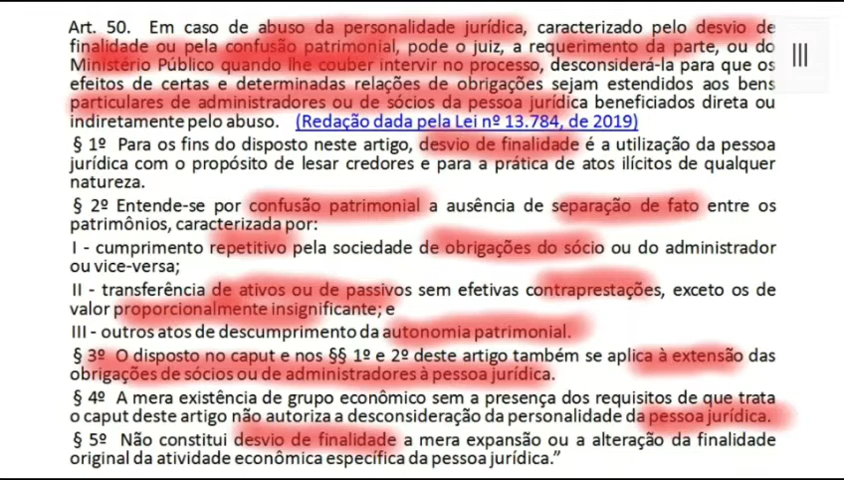 Art. 50. Em caso de abuso da personalidade jurídica, caracterizado pelo desvio de
finalidade ou pela confusão patrimonial, pode o juiz, a requerimento da parte, ou do
Ministério Público quando lhe couber intervir no processo, desconsiderá-la para que os
efeitos de certas e determinadas relações de obrigações sejam estendidos aos bens
particulares de administradores ou de sócios da pessoa jurídica beneficiados direta ou
indiretamente pelo abuso. (Redação dada pela Lei nº 13.784, de 2019)
§ 1º Para os fins do disposto neste artigo, desvio de finalidade é a utilização da pessoa
jurídica com o propósito de lesar credores e para a prática de atos ilícitos de qualquer
natureza.
§ 2º Entende-se por confusão patrimonial a ausência de separação de fato entre os
patrimônios, caracterizada por:
I - cumprimento repetitivo pela sociedade de obrigações do sócio ou do administrador
ou vice-versa;
II - transferência de ativos ou de passivos sem efetivas contraprestações, exceto os de
valor proporcionalmente insignificante; e
III - outros atos de descumprimento da autonomia patrimonial.
§ 3º O disposto no caput e nos §§ 1º e 2º deste artigo também se aplica à extensão das
obrigações de sócios ou de administradores à pessoa jurídica.
§ 4º A mera existência de grupo econômico sem a presença dos requisitos de que trata
o caput deste artigo não autoriza a desconsideração da personalidade da pessoa jurídica.
§ 5º Não constitui desvio de finalidade a mera expansão ou a alteração da finalidade
original da atividade econômica específica da pessoa jurídica.”